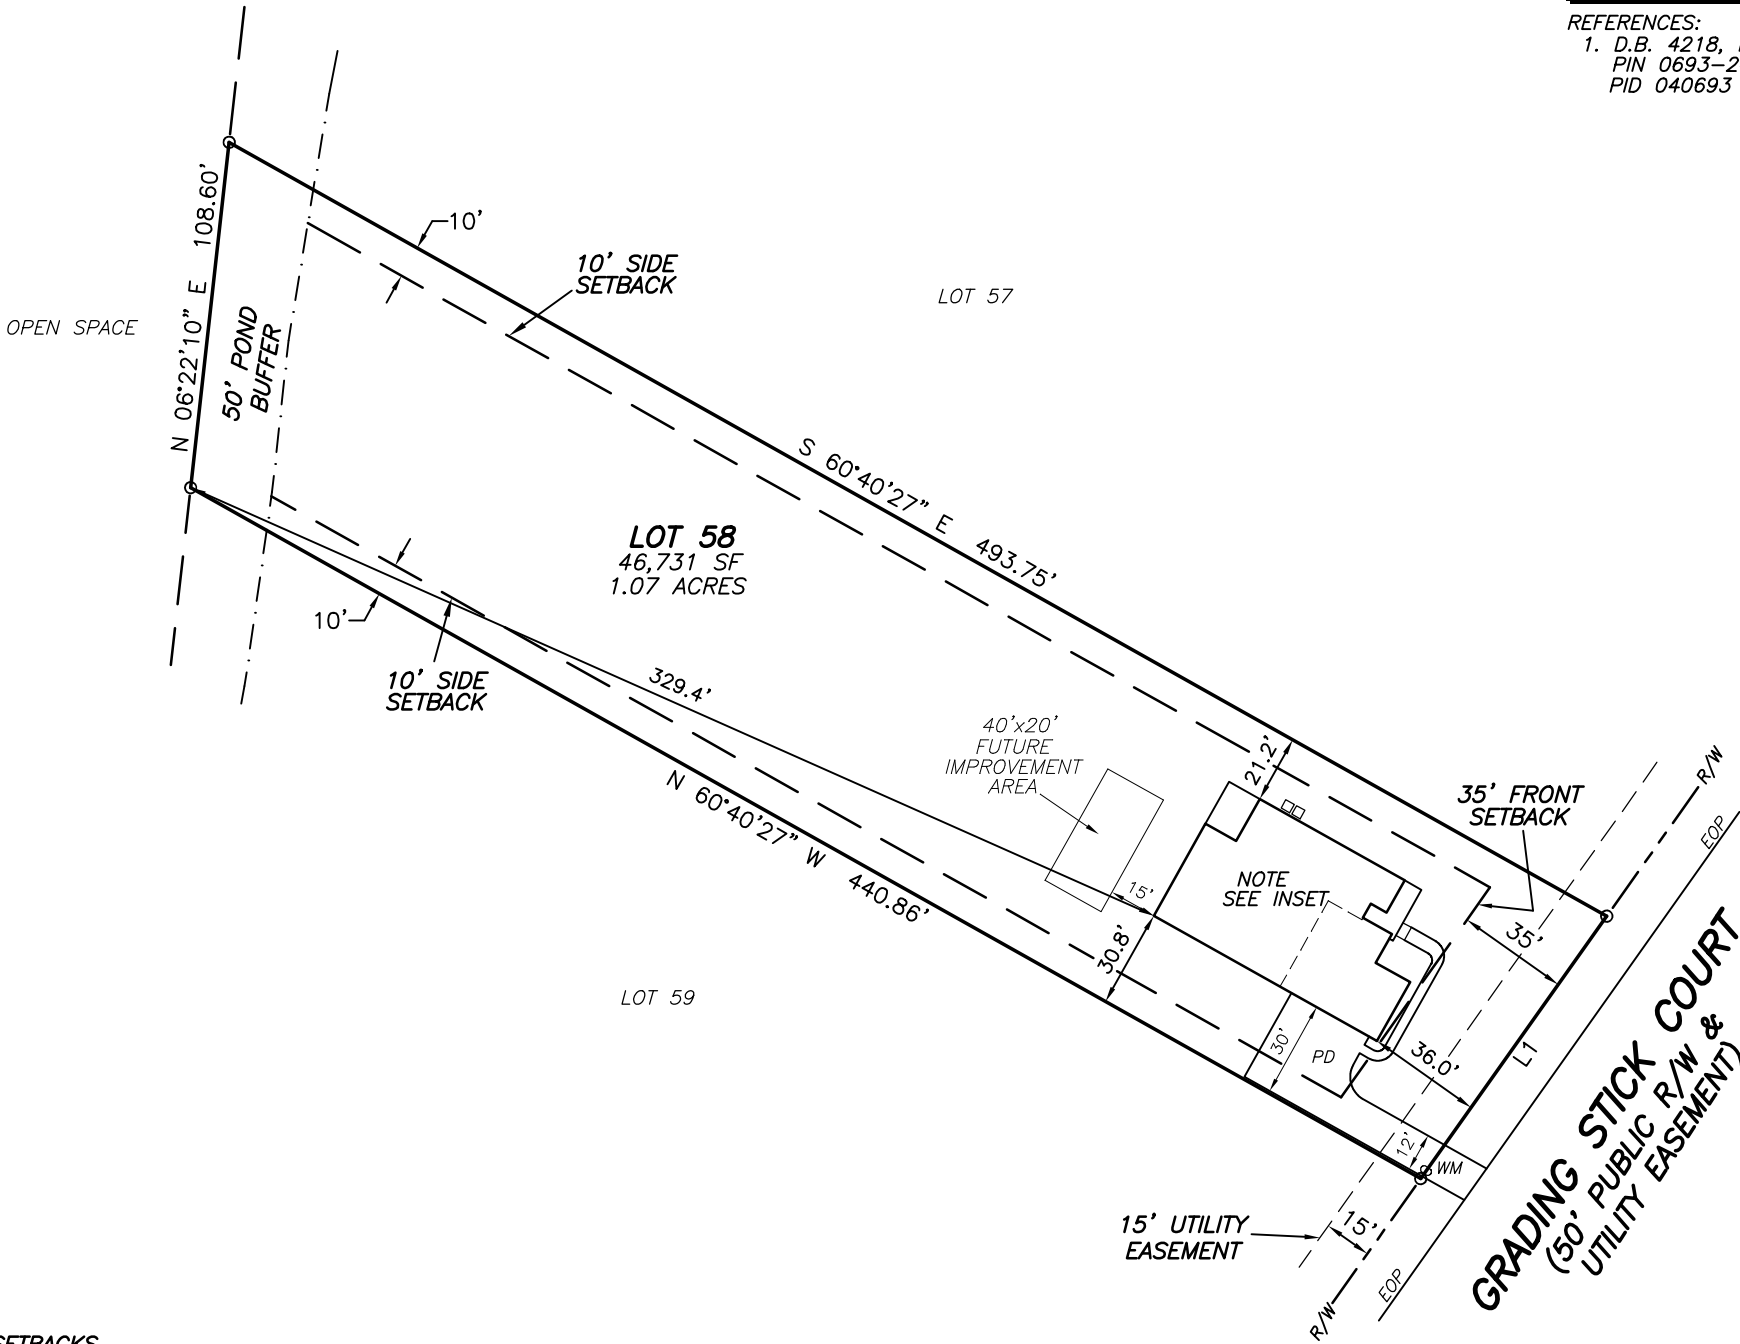 REFERENCES:
1. D.B. 4218,
PIN 0693-2
PID 040693
N 06°22'10" E 108.60'
OPEN SPACE
50' POND
BUFFER
10'
10' SIDE
SETBACK
LOT 57
S 60°40'27" E 493.75'
LOT 58
46,731 SF
1.07 ACRES
10'
10' SIDE
SETBACK
329.4'
N 60°40'27" W 440.86'
40'x20'
FUTURE
IMPROVEMENT
AREA
21.2'
15'
30.8'
NOTE
SEE INSET
35' FRONT
SETBACK
35'
R/W
EOP
LOT 59
30'
PD
36.0'
L1
12'
WM
GRADING STICK COURT
(50' PUBLIC R/W &
UTILITY EASEMENT)
15' UTILITY
EASEMENT
15'
EOP
R/W
SETBACKS